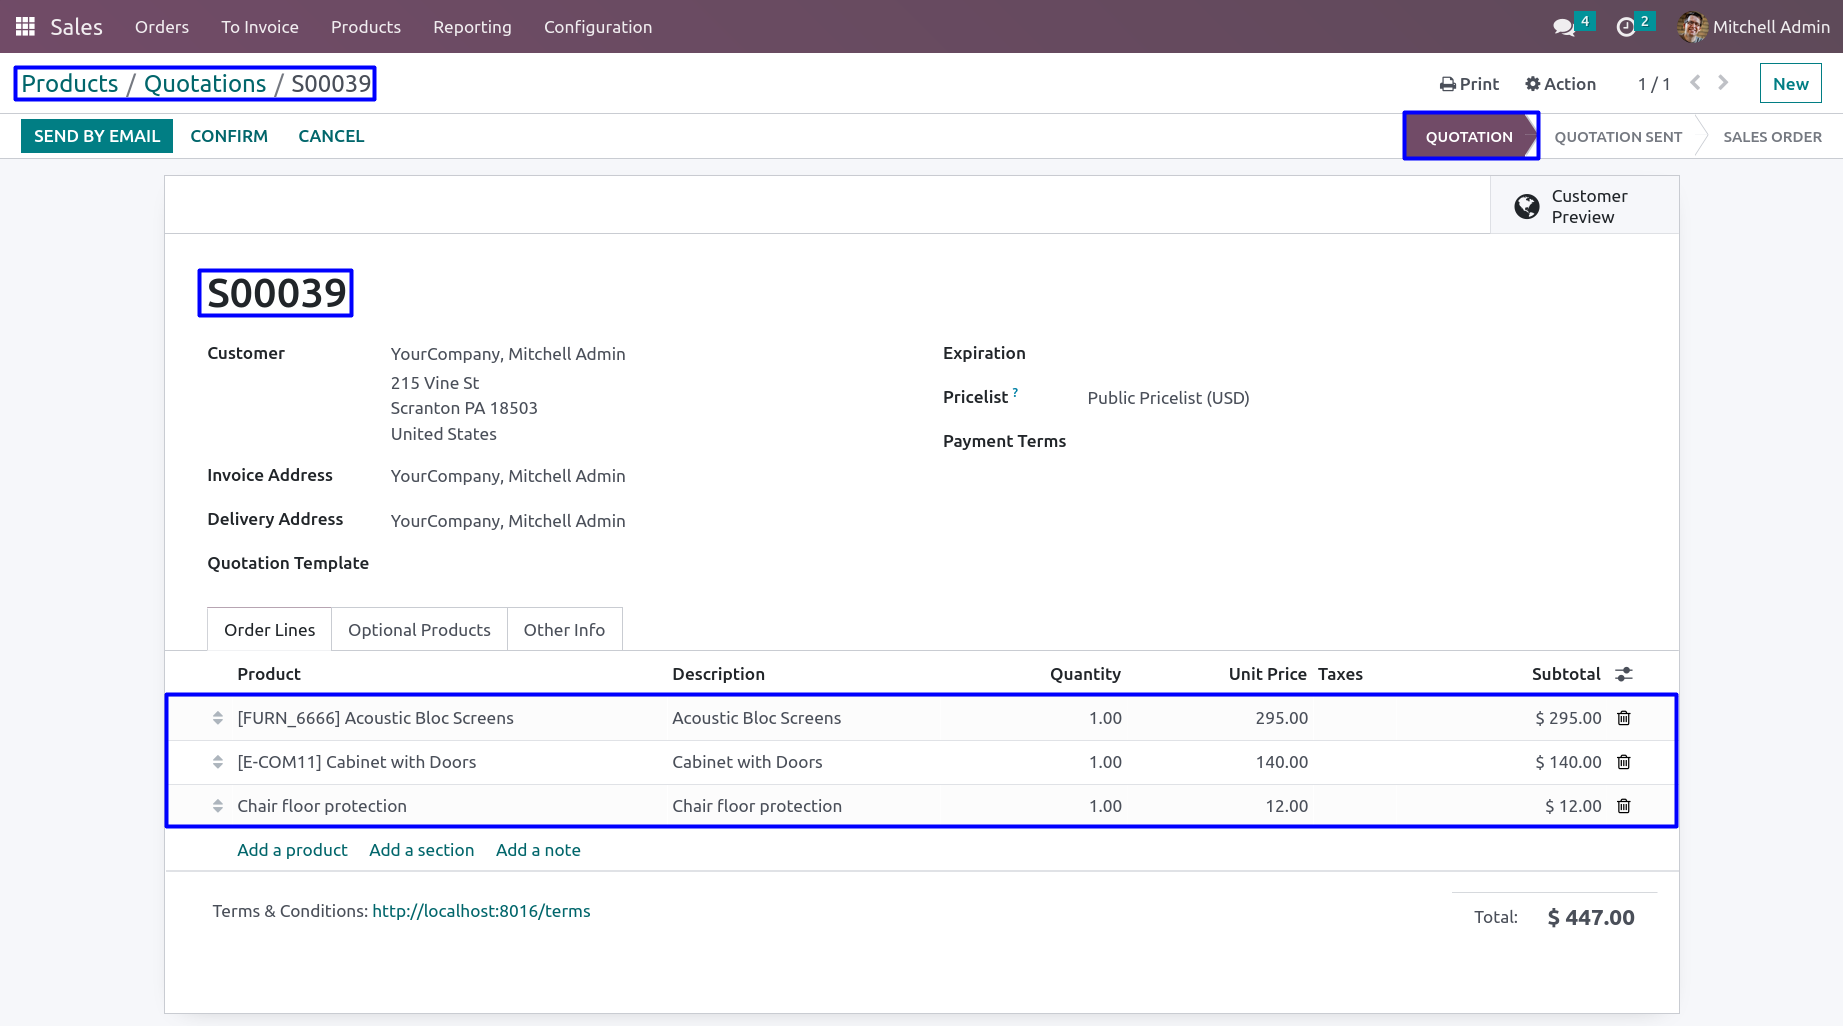 Sales Orders To Invoice Products Reporting Configuration 4 2 Mitchell Admin
Products / Quotations / S00039 Print Action 1 / 1 New
SEND BY EMAIL CONFIRM CANCEL QUOTATION QUOTATION SENT SALES ORDER
Customer
Preview
S00039
Customer YourCompany, Mitchell Admin
215 Vine St
Scranton PA 18503
United States
Invoice Address YourCompany, Mitchell Admin
Delivery Address YourCompany, Mitchell Admin
Quotation Template
Expiration
Pricelist ? Public Pricelist (USD)
Payment Terms
Order Lines Optional Products Other Info
Product Description Quantity Unit Price Taxes Subtotal
[FURN_6666] Acoustic Bloc Screens Acoustic Bloc Screens 1.00 295.00 $ 295.00
[E-COM11] Cabinet with Doors Cabinet with Doors 1.00 140.00 $ 140.00
Chair floor protection Chair floor protection 1.00 12.00 $ 12.00
Add a product Add a section Add a note
Terms & Conditions: http://localhost:8016/terms
Total: $ 447.00